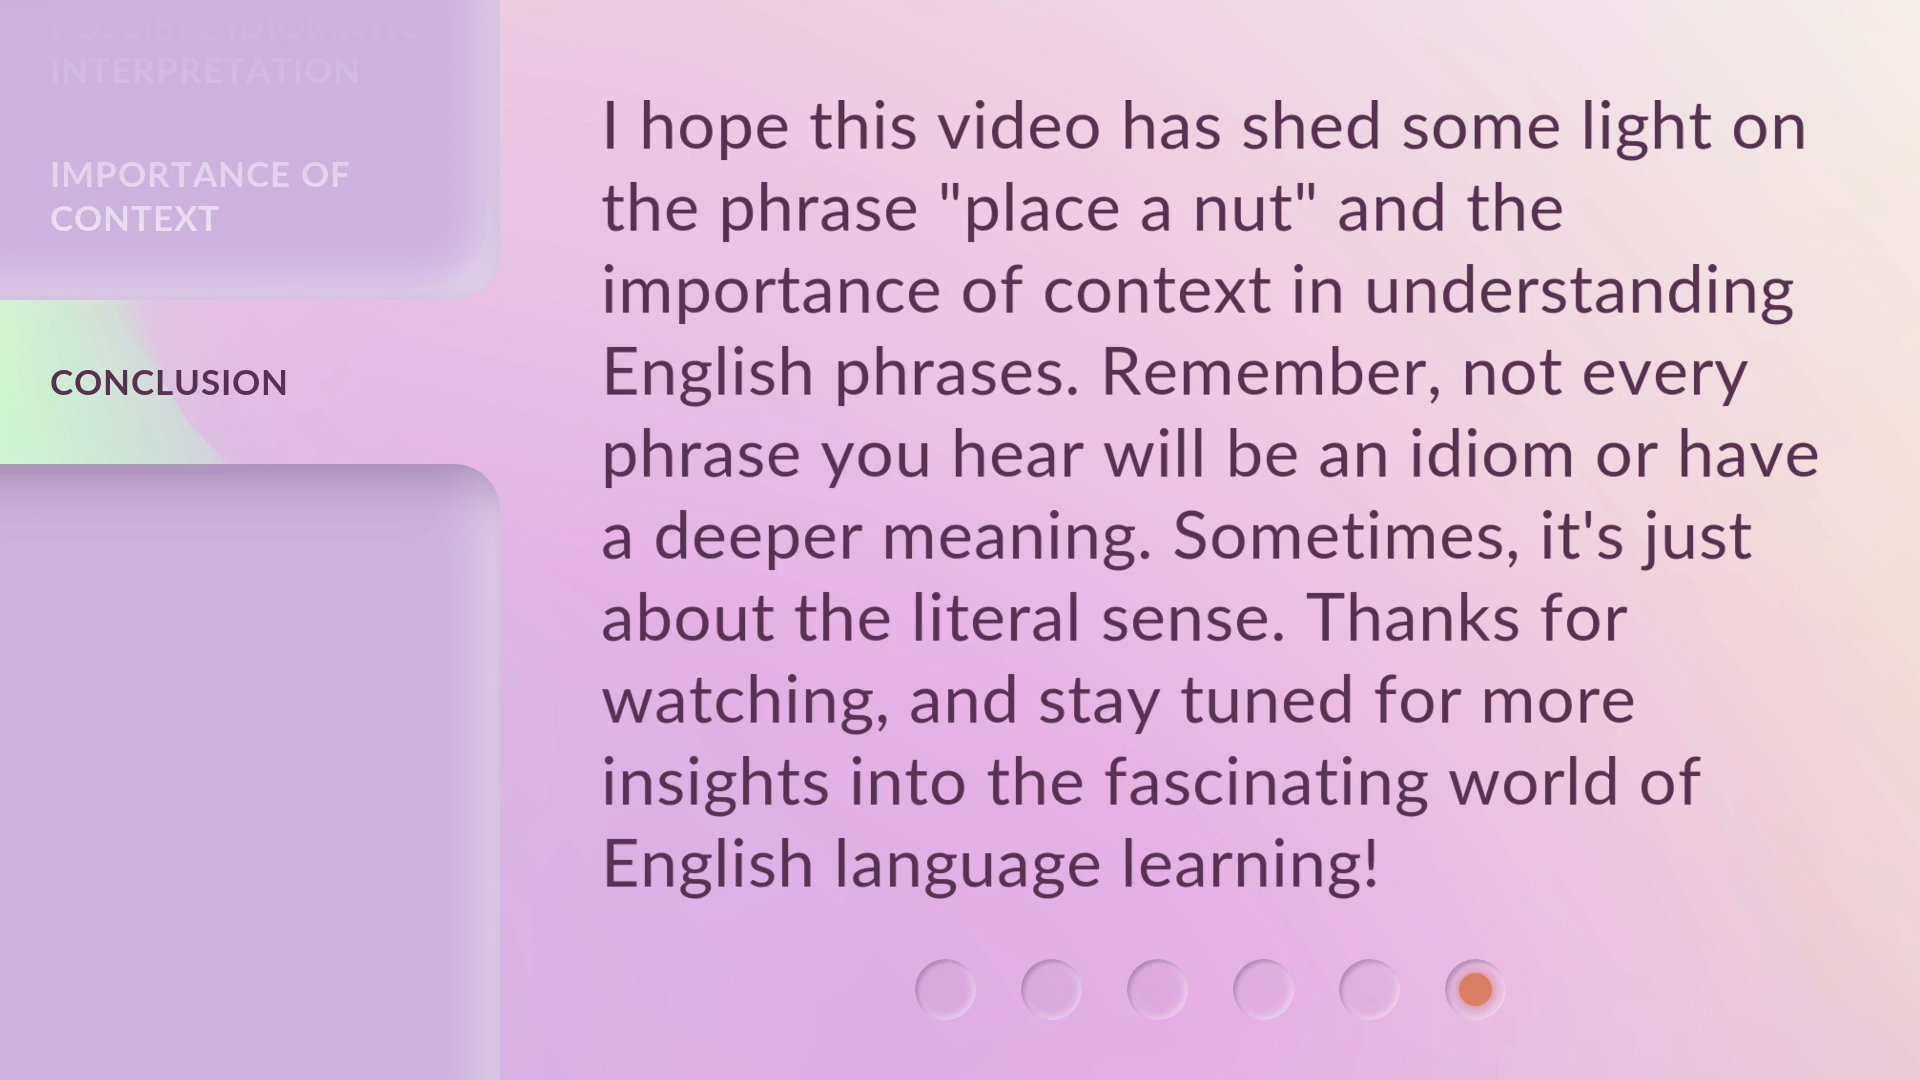 POSSIBLE IDIOMATIC
INTERPRETATION
IMPORTANCE OF
CONTEXT
CONCLUSION
I hope this video has shed some light on
the phrase "place a nut" and the
importance of context in understanding
English phrases. Remember, not every
phrase you hear will be an idiom or have
a deeper meaning. Sometimes, it's just
about the literal sense. Thanks for
watching, and stay tuned for more
insights into the fascinating world of
English language learning!